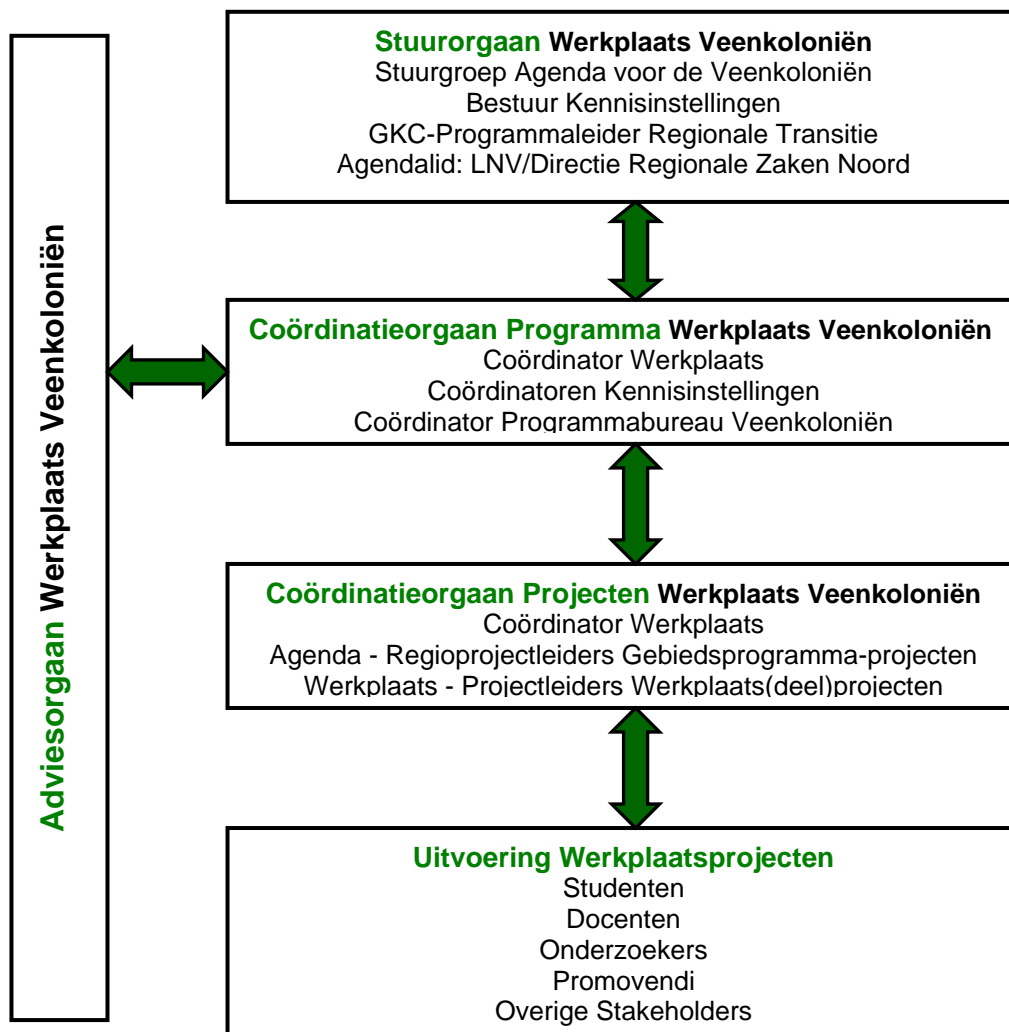 Adviesorgaan Werkplaats Veenkoloniën
Stuurorgaan Werkplaats Veenkoloniën
Stuurgroep Agenda voor de Veenkoloniën
Bestuur Kennisinstellingen
GKC-Programmaleider Regionale Transitie
Agendalid: LNV/Directie Regionale Zaken Noord
Coördinatieorgaan Programma Werkplaats Veenkoloniën
Coördinator Werkplaats
Coördinatoren Kennisinstellingen
Coördinator Programmabureau Veenkoloniën
Coördinatieorgaan Projecten Werkplaats Veenkoloniën
Coördinator Werkplaats
Agenda - Regioprojectleiders Gebiedsprogramma-projecten
Werkplaats - Projectleiders Werkplaats(deel)projecten
Uitvoering Werkplaatsprojecten
Studenten
Docenten
Onderzoekers
Promovendi
Overige Stakeholders